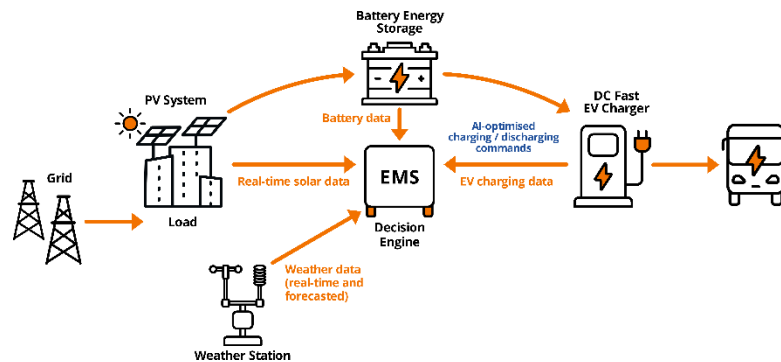 Battery Energy
Storage
PV System
DC Fast
EV Charger
Battery data
AI-optimised
charging / discharging
commands
Grid
Real-time solar data
EMS
EV charging data
Load
Decision
Engine
Weather data
(real-time and
forecasted)
Weather Station